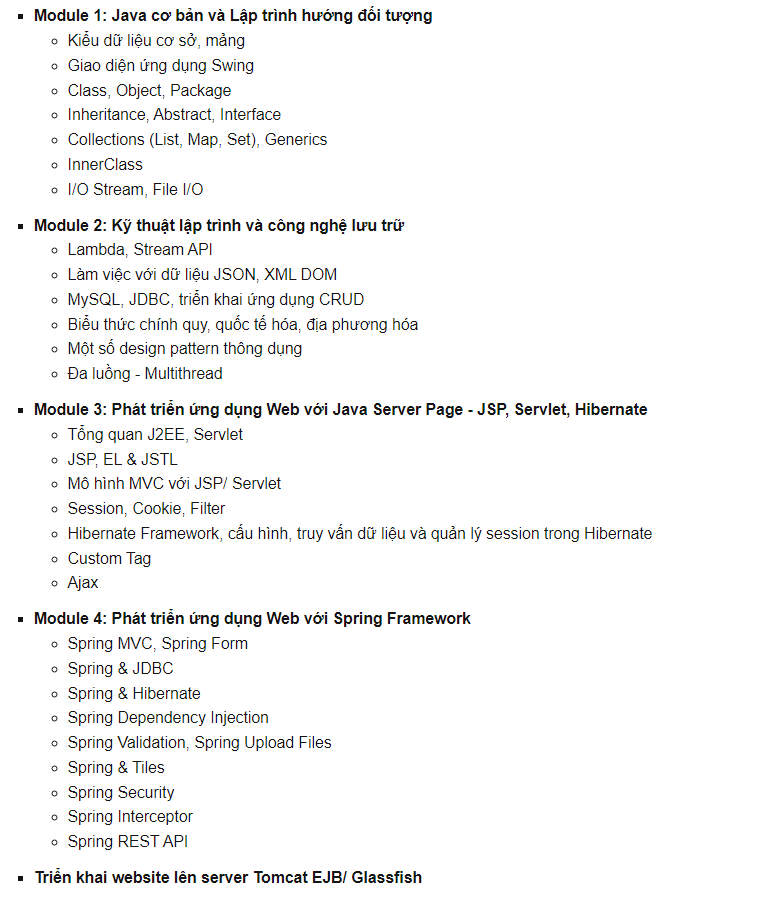 Module 1: Java cơ bản và Lập trình hướng đối tượng
Kiểu dữ liệu cơ sở, mảng
Giao diện ứng dụng Swing
Class, Object, Package
Inheritance, Abstract, Interface
Collections (List, Map, Set), Generics
InnerClass
I/O Stream, File I/O
Module 2: Kỹ thuật lập trình và công nghệ lưu trữ
Lambda, Stream API
Làm việc với dữ liệu JSON, XML DOM
MySQL, JDBC, triển khai ứng dụng CRUD
Biểu thức chính quy, quốc tế hóa, địa phương hóa
Một số design pattern thông dụng
Đa luồng - Multithread
Module 3: Phát triển ứng dụng Web với Java Server Page - JSP, Servlet, Hibernate
Tổng quan J2EE, Servlet
JSP, EL & JSTL
Mô hình MVC với JSP/ Servlet
Session, Cookie, Filter
Hibernate Framework, cấu hình, truy vấn dữ liệu và quản lý session trong Hibernate
Custom Tag
Ajax
Module 4: Phát triển ứng dụng Web với Spring Framework
Spring MVC, Spring Form
Spring & JDBC
Spring & Hibernate
Spring Dependency Injection
Spring Validation, Spring Upload Files
Spring & Tiles
Spring Security
Spring Interceptor
Spring REST API
Triển khai website lên server Tomcat EJB/ Glassfish